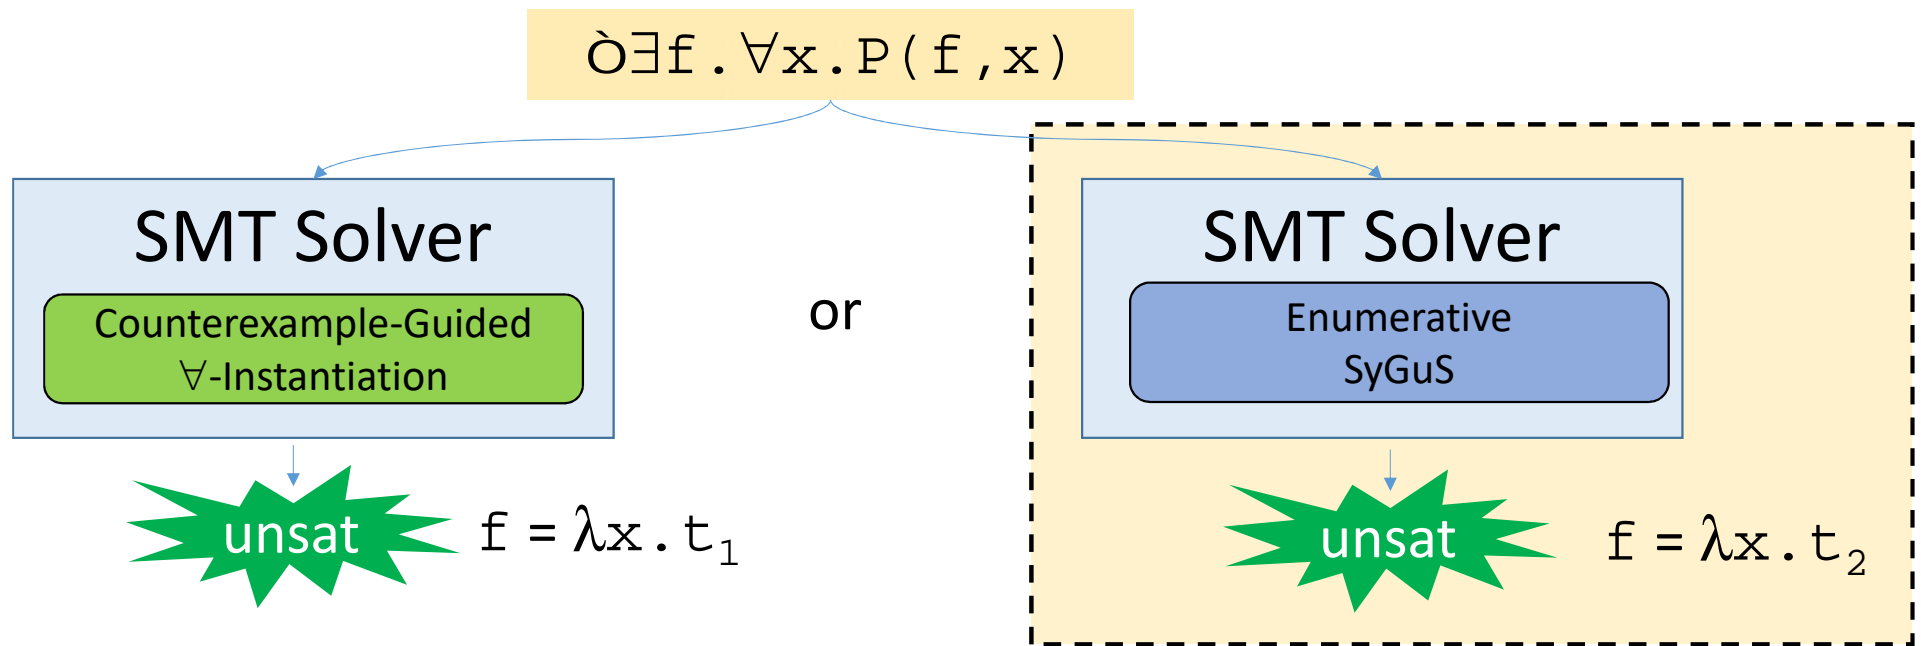 Ò∃f.∀x.P(f,x)
SMT Solver
Counterexample-Guided
∀-Instantiation
unsat
f = λx.t₁
or
SMT Solver
Enumerative
SyGuS
unsat
f = λx.t₂